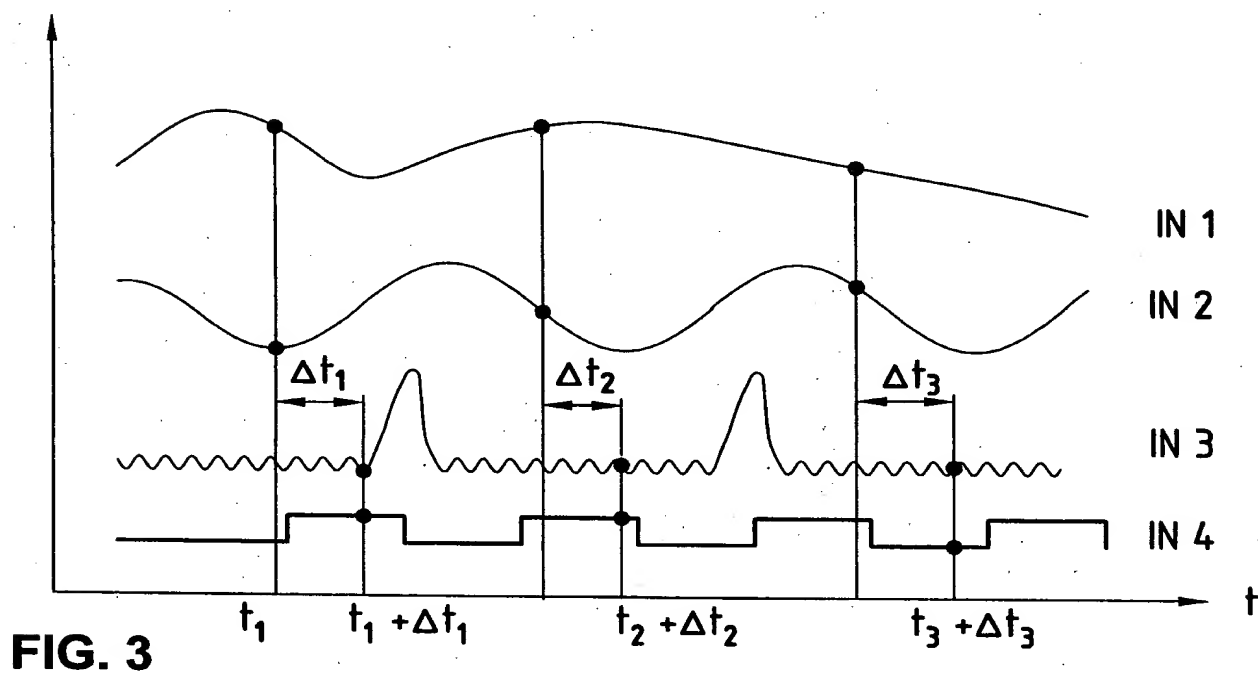 IN 1
IN 2
Δt₁
Δt₂
Δt₃
IN 3
IN 4
t
t₁
t₁ + Δt₁
t₂ + Δt₂
t₃ + Δt₃
FIG. 3